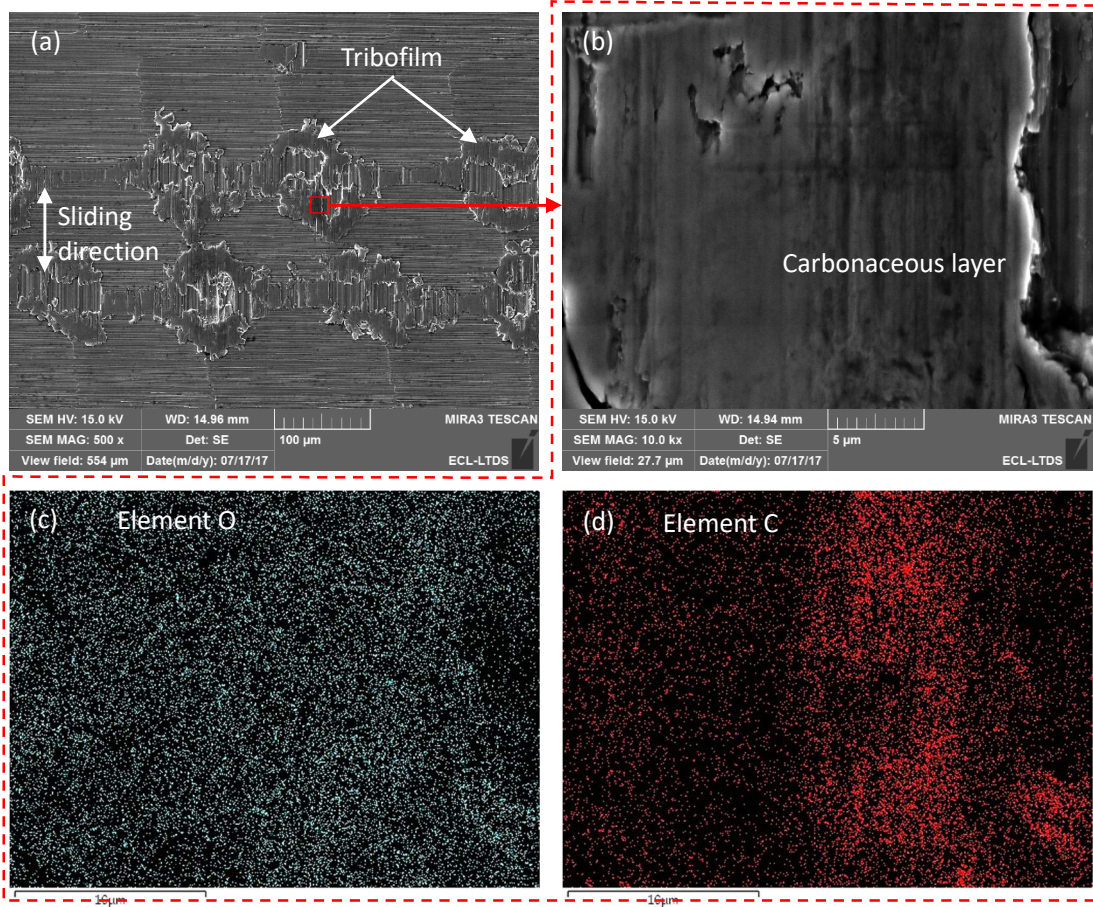 (a)
Tribofilm
Sliding
direction
SEM HV: 15.0 kV WD: 14.96 mm MIRA3 TESCAN
SEM MAG: 500 x Det: SE 100 µm
View field: 554 µm Date(m/d/y): 07/17/17 ECL-LTDS
(b)
Carbonaceous layer
SEM HV: 15.0 kV WD: 14.94 mm MIRA3 TESCAN
SEM MAG: 10.0 kx Det: SE 5 µm
View field: 27.7 µm Date(m/d/y): 07/17/17 ECL-LTDS
(c) Element O
10µm
(d) Element C
10µm